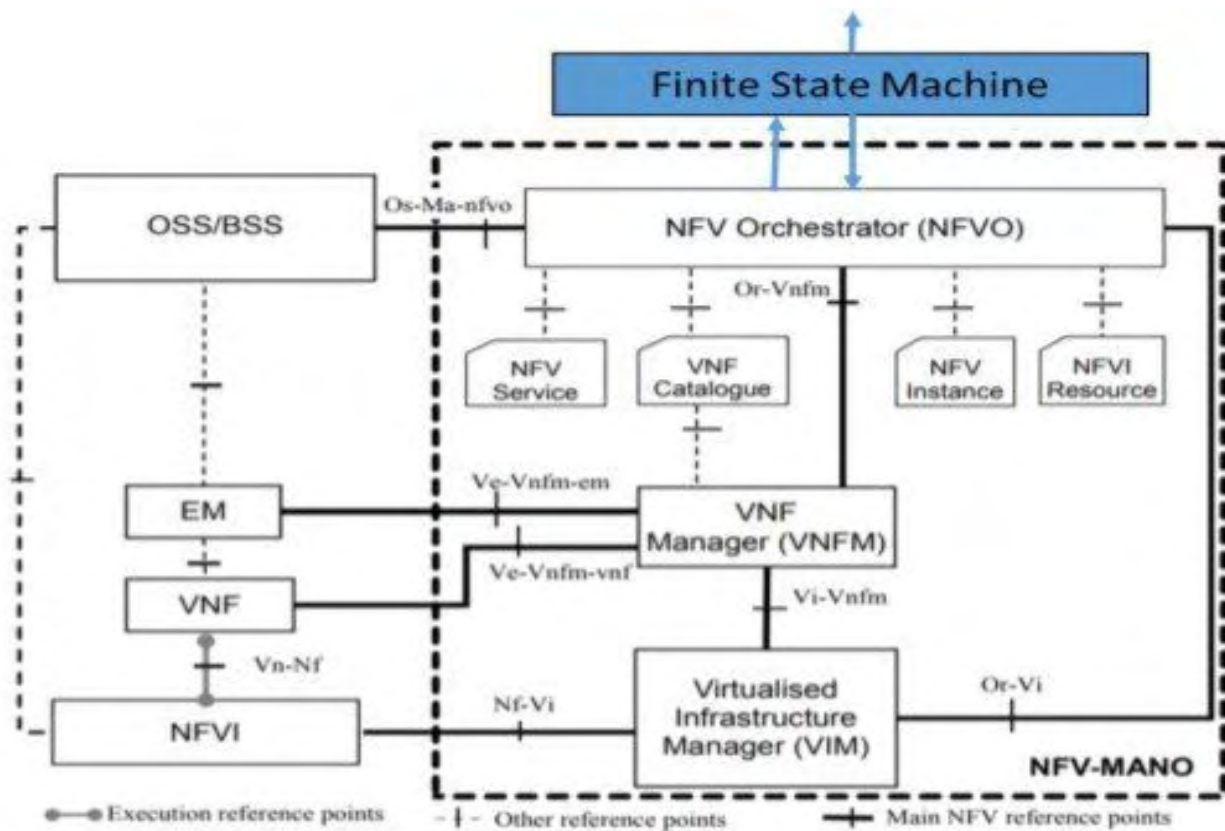 Finite State Machine
OSS/BSS
Os-Ma-nfvo
NFV Orchestrator (NFVO)
Or-Vnfm
NFV
Service
VNF
Catalogue
NFV
Instance
NFVI
Resource
EM
Ve-Vnfm-em
VNF
Manager (VNFM)
Ve-Vnfm-vnf
VNF
Vi-Vnfm
Vn-Nf
NFVI
Nf-Vi
Virtualised
Infrastructure
Manager (VIM)
Or-Vi
NFV-MANO
Execution reference points
Other reference points
Main NFV reference points